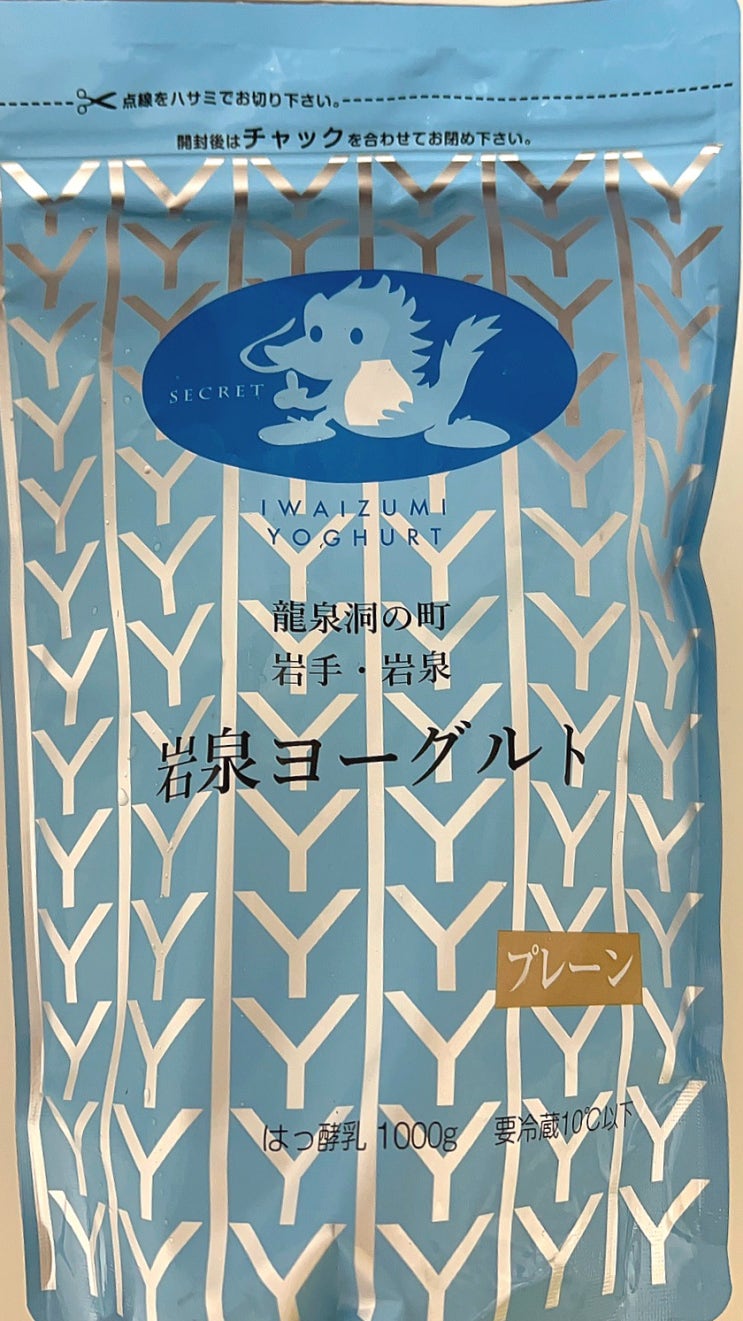 点線をハサミでお切り下さい。
開封後はチャックを合わせてお閉め下さい。
SECRET
IWAIZUMI
YOGHURT
龍泉洞の町
岩手・岩泉
岩泉ヨーグルト
プレーン
はっ酵乳 1000g 要冷蔵10℃以下